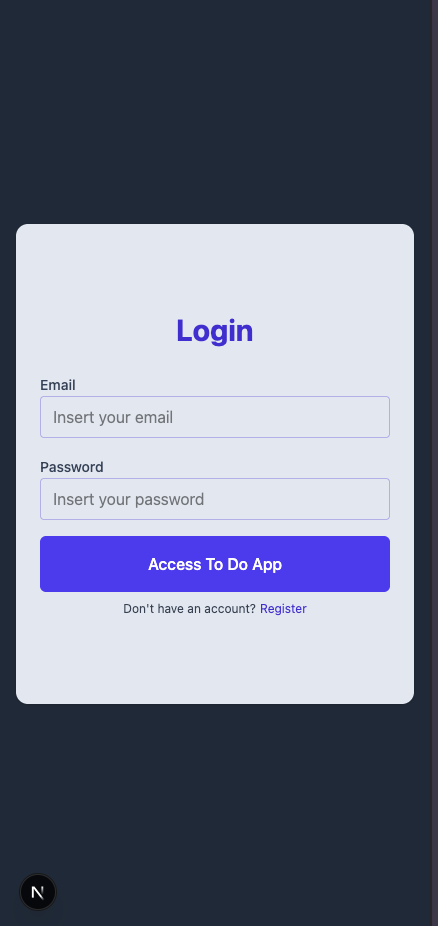 Login
Email
Insert your email
Password
Insert your password
Access To Do App
Don't have an account? Register
N